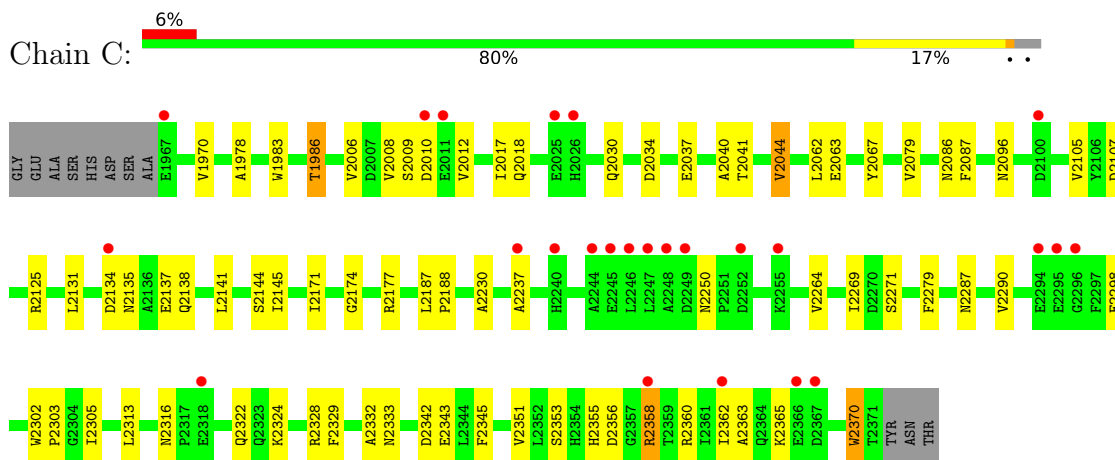 6%
Chain C:
80% 17% • •
GLY GLU ALA SER HIS ASP SER ALA E1967 V1970 A1978 W1983 T1986 V2006 D2007 V2008 S2009 D2010 E2011 V2012 I2017 Q2018 E2025 H2026 Q2030 D2034 E2037 A2040 T2041 V2044 L2062 E2063 Y2067 V2079 N2086 F2087 N2096 D2100 V2105 Y2106 D2107
R2125 L2131 D2134 N2135 A2136 E2137 Q2138 L2141 S2144 I2145 I2171 G2174 R2177 L2187 P2188 A2230 A2237 H2240 A2244 E2245 L2246 L2247 A2248 D2249 N2250 P2251 D2252 K2255 V2264 I2269 D2270 S2271 F2279 N2287 V2290 E2294 E2295 G2296 F2297 E2298
W2302 P2303 G2304 I2305 L2313 N2316 P2317 E2318 Q2322 Q2323 K2324 R2328 F2329 A2332 N2333 D2342 E2343 L2344 F2345 V2351 L2352 S2353 H2354 H2355 D2356 G2357 R2358 T2359 R2360 I2361 I2362 A2363 Q2364 K2365 E2366 D2367 W2370 T2371 TYR ASN THR